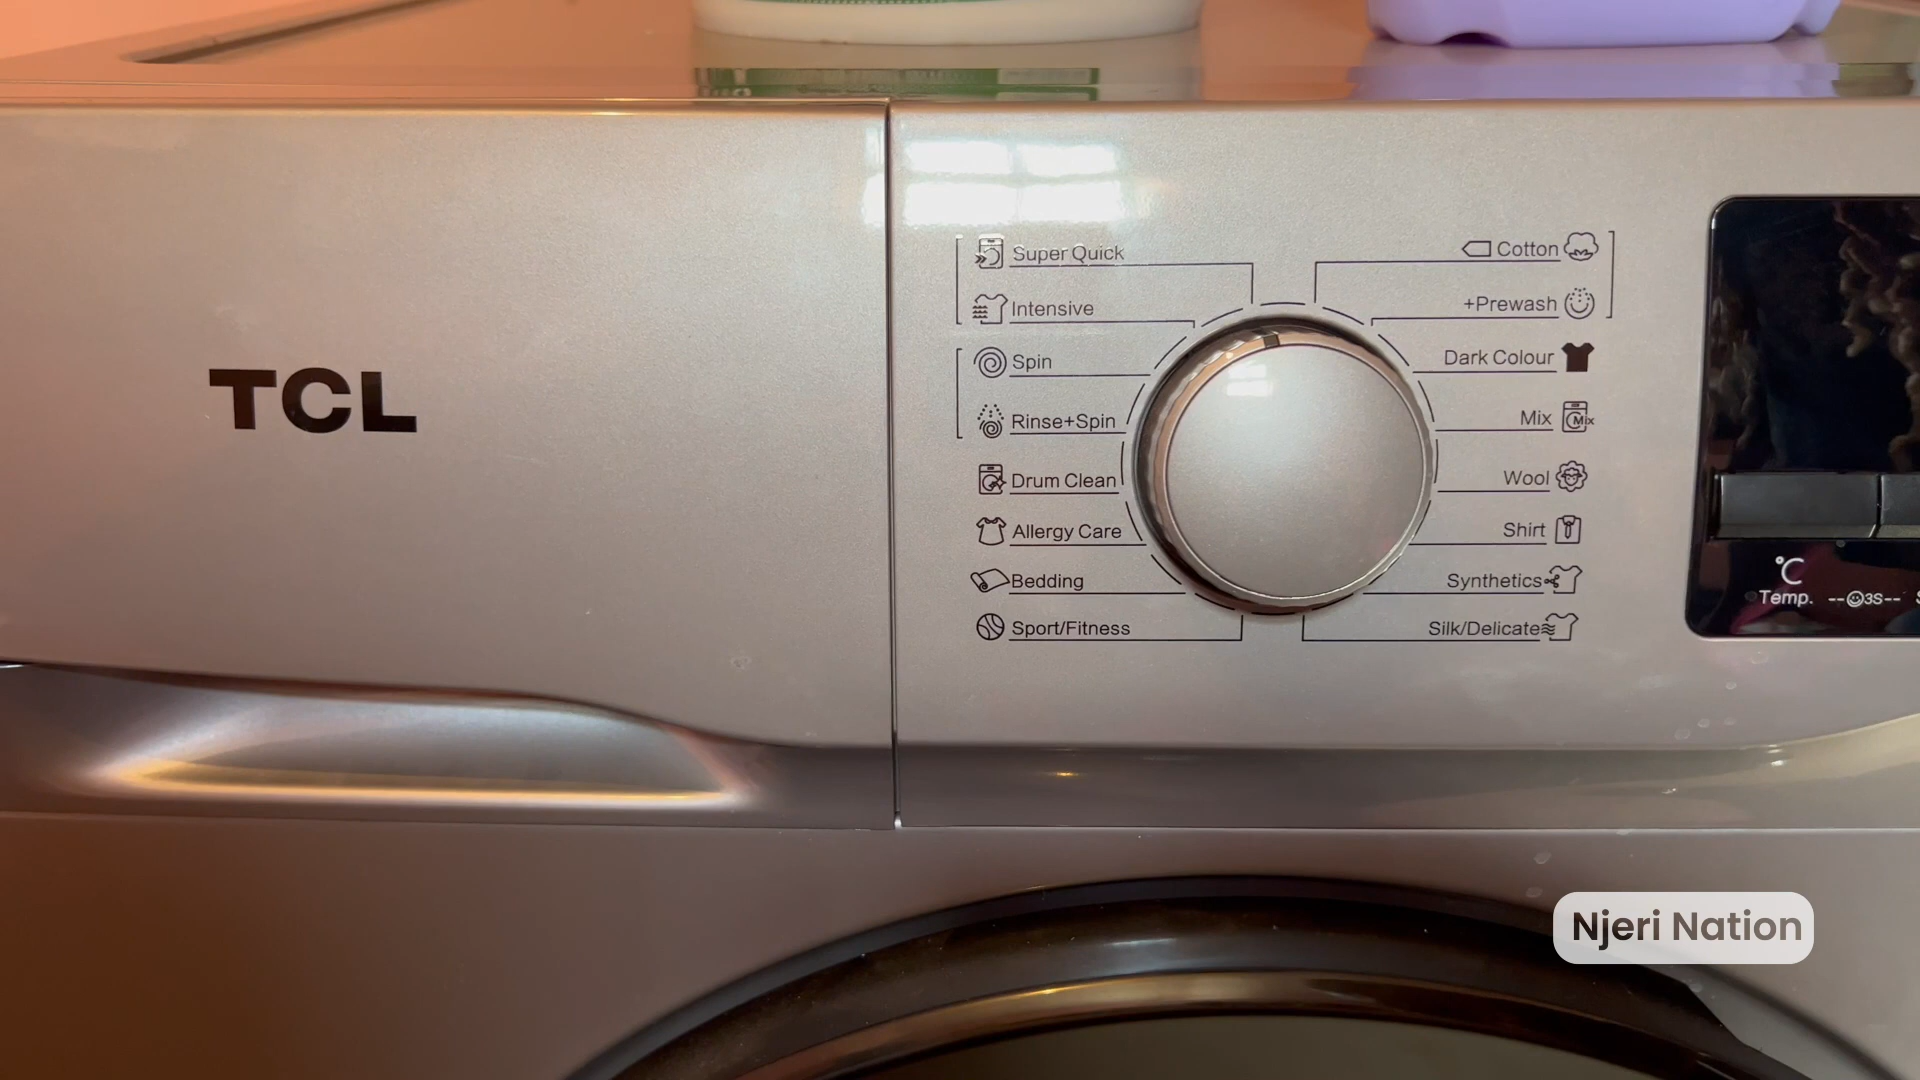 TCL
Super Quick
Intensive
Spin
Rinse+Spin
Drum Clean
Allergy Care
Bedding
Sport/Fitness
Cotton
+Prewash
Dark Colour
Mix
Mix
Wool
Shirt
Synthetics
Silk/Delicate
°C
Temp. --3S--
Njeri Nation